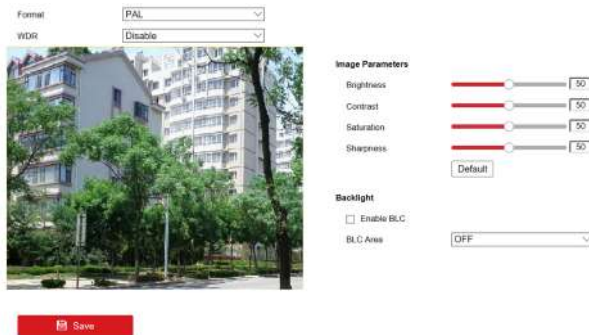 Format PAL
WDR Disable
Image Parameters
Brightness 50
Contrast 50
Saturation 50
Sharpness 50
Default
Backlight
Enable BLC
BLC Area OFF
Save